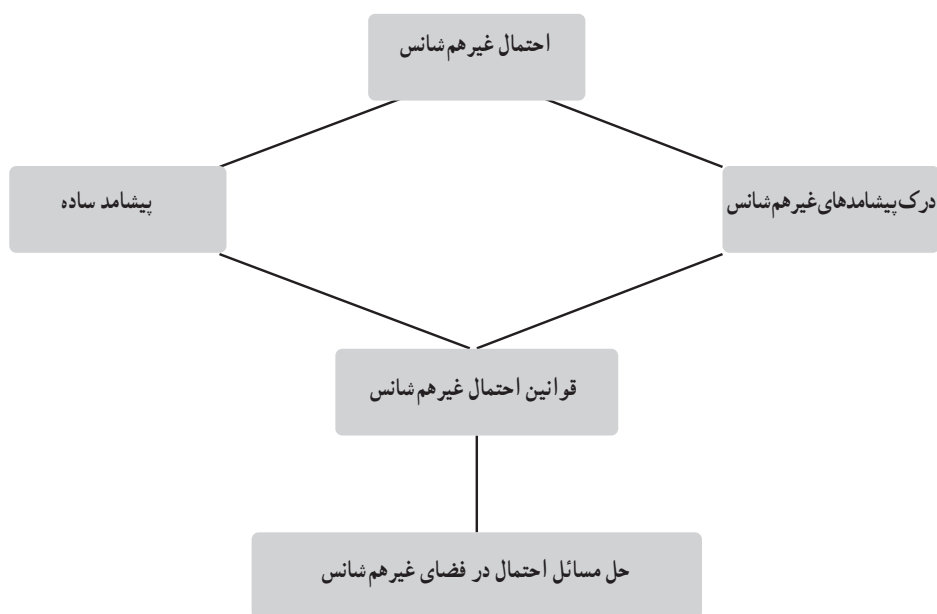 احتمال غیرهم‌شانس
درک پیشامدهای غیرهم‌شانس
پیشامد ساده
قوانین احتمال غیرهم‌شانس
حل مسائل احتمال در فضای غیرهم‌شانس